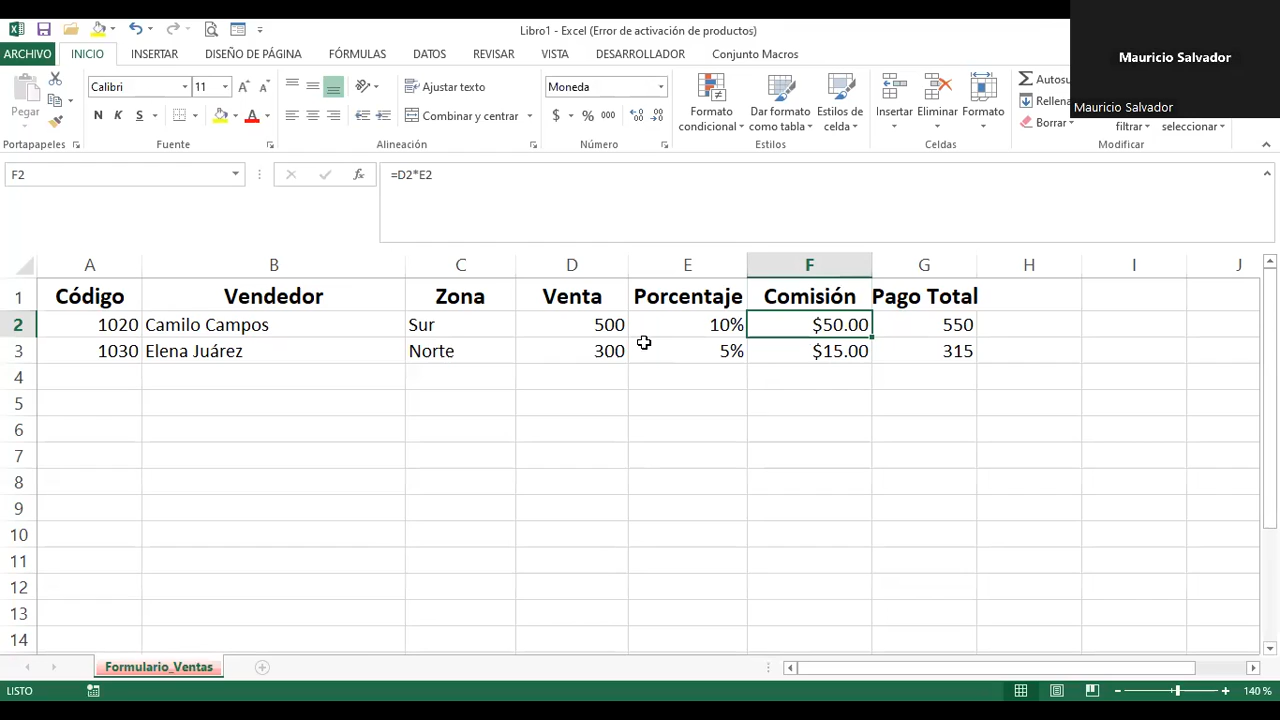 Libro1 - Excel (Error de activación de productos)
Mauricio Salvador
Mauricio Salvador
ARCHIVO INICIO INSERTAR DISEÑO DE PÁGINA FÓRMULAS DATOS REVISAR VISTA DESARROLLADOR Conjunto Macros
Pegar
Calibri 11
N K S A A A
Ajustar texto
Combinar y centrar
Moneda
$ % 000
Formato condicional
Dar formato como tabla
Estilos de celda
Insertar Eliminar Formato
Autosu
Rellena
Borrar
filtrar seleccionar
Portapapeles Fuente Alineación Número Estilos Celdas Modificar
F2 fx =D2*E2
A B C D E F G H I J
1 Código Vendedor Zona Venta Porcentaje Comisión Pago Total
2 1020 Camilo Campos Sur 500 10% $50.00 550
3 1030 Elena Juárez Norte 300 5% $15.00 315
4
5
6
7
8
9
10
11
12
13
14
Formulario_Ventas
LISTO 140 %